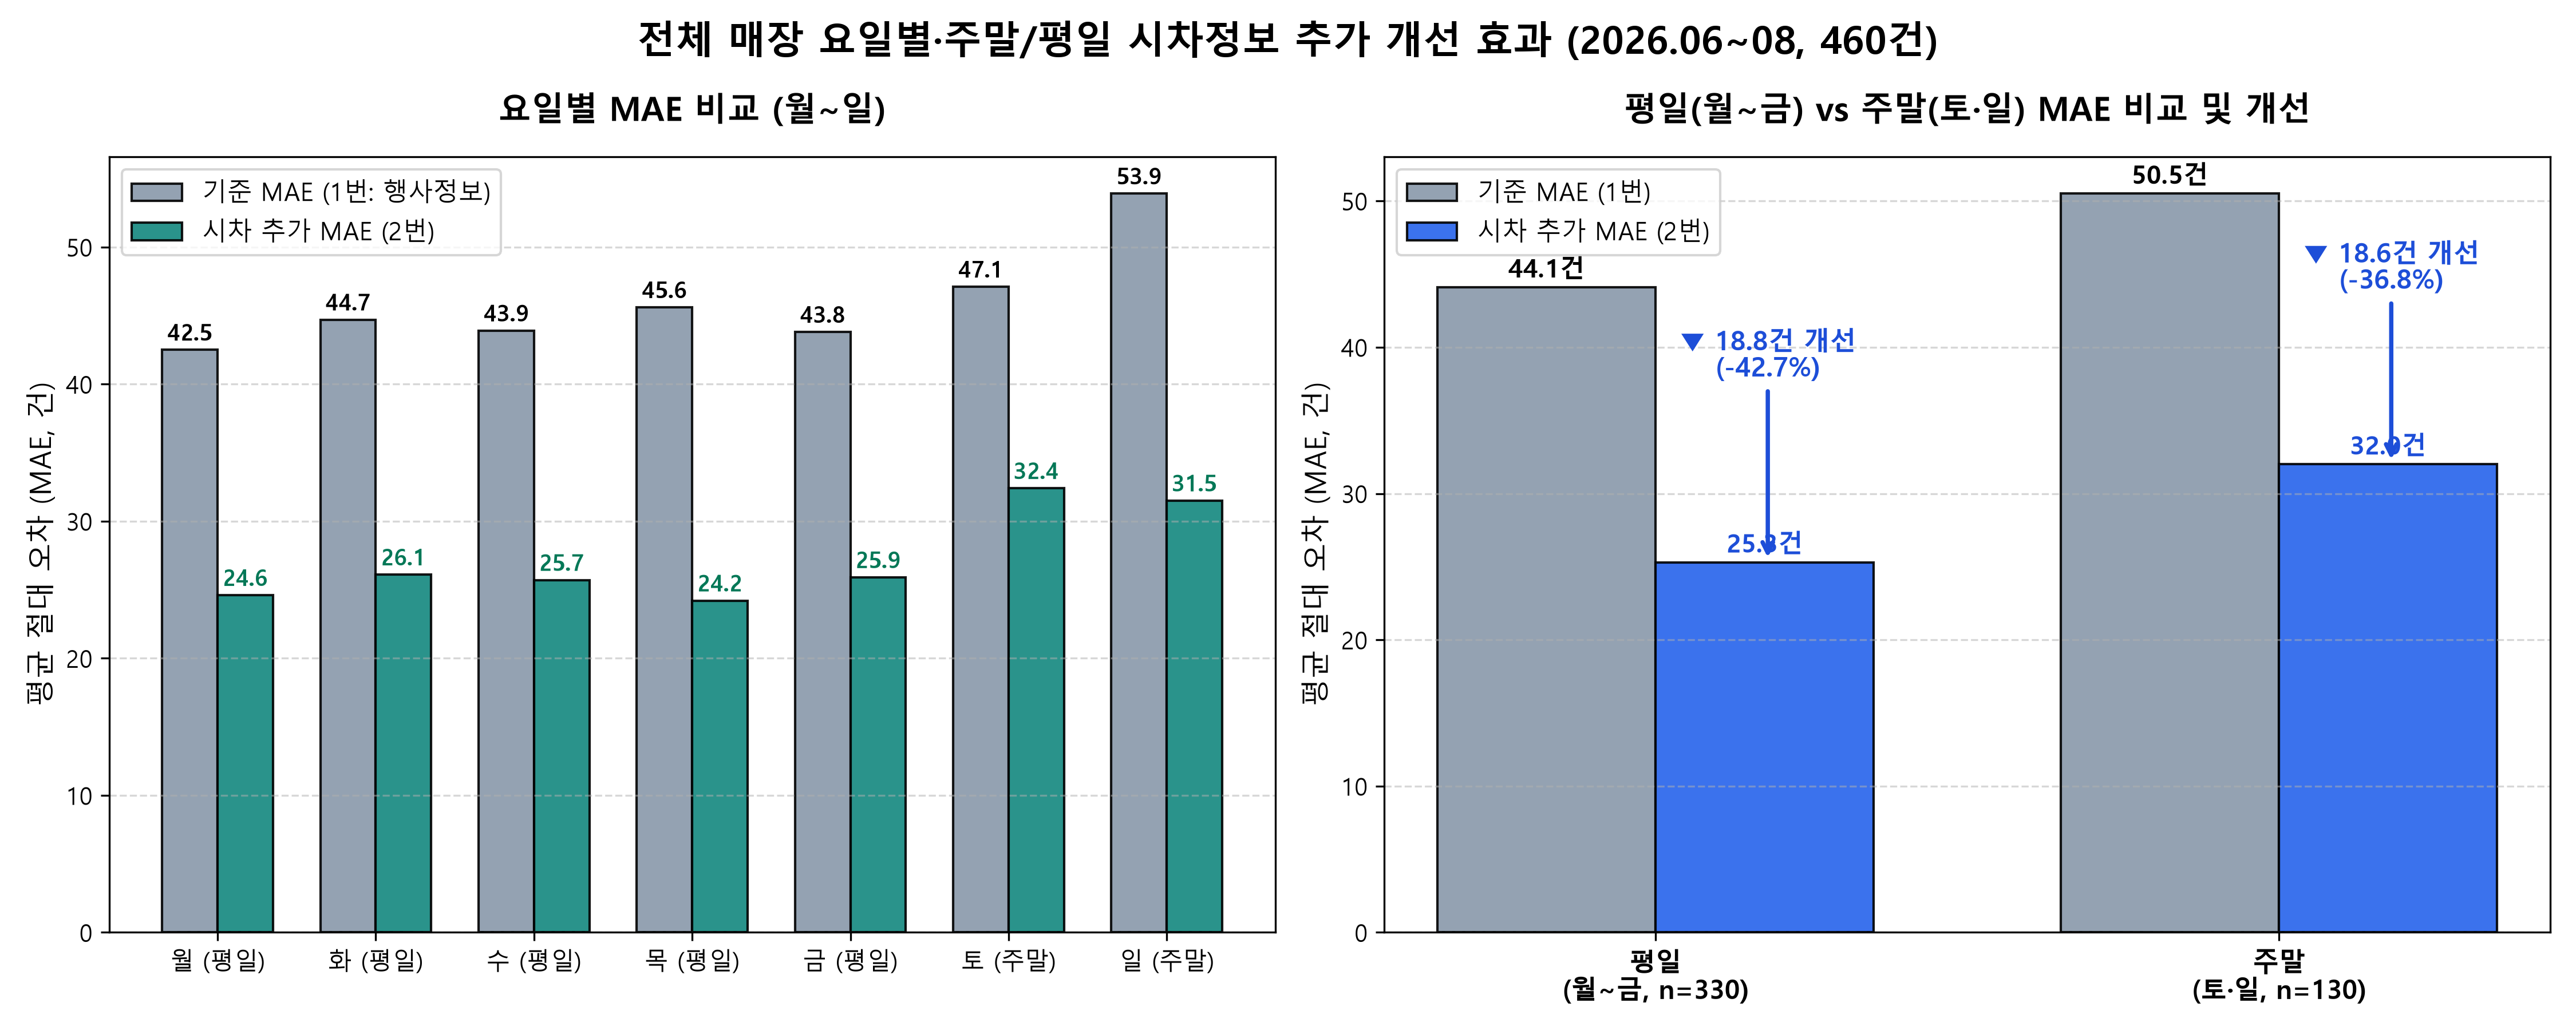 전체 매장 요일별·주말/평일 시차정보 추가 개선 효과 (2026.06~08, 460건)
요일별 MAE 비교 (월~일)
평균 절대 오차 (MAE, 건)
기준 MAE (1번: 행사정보)
시차 추가 MAE (2번)
50
40
30
20
10
0
42.5
24.6
44.7
26.1
43.9
25.7
45.6
24.2
43.8
25.9
47.1
32.4
53.9
31.5
월 (평일)
화 (평일)
수 (평일)
목 (평일)
금 (평일)
토 (주말)
일 (주말)
평일(월~금) vs 주말(토·일) MAE 비교 및 개선
평균 절대 오차 (MAE, 건)
기준 MAE (1번)
시차 추가 MAE (2번)
50
40
30
20
10
0
44.1건
▼ 18.8건 개선
(-42.7%)
50.5건
▼ 18.6건 개선
(-36.8%)
평일
(월~금, n=330)
주말
(토·일, n=130)